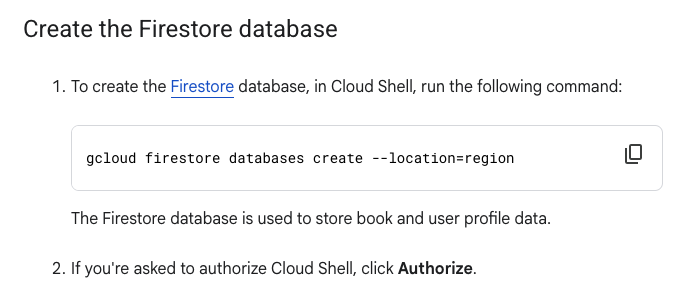 Create the Firestore database
1. To create the Firestore database, in Cloud Shell, run the following command:
gcloud firestore databases create --location=region
The Firestore database is used to store book and user profile data.
2. If you're asked to authorize Cloud Shell, click Authorize.